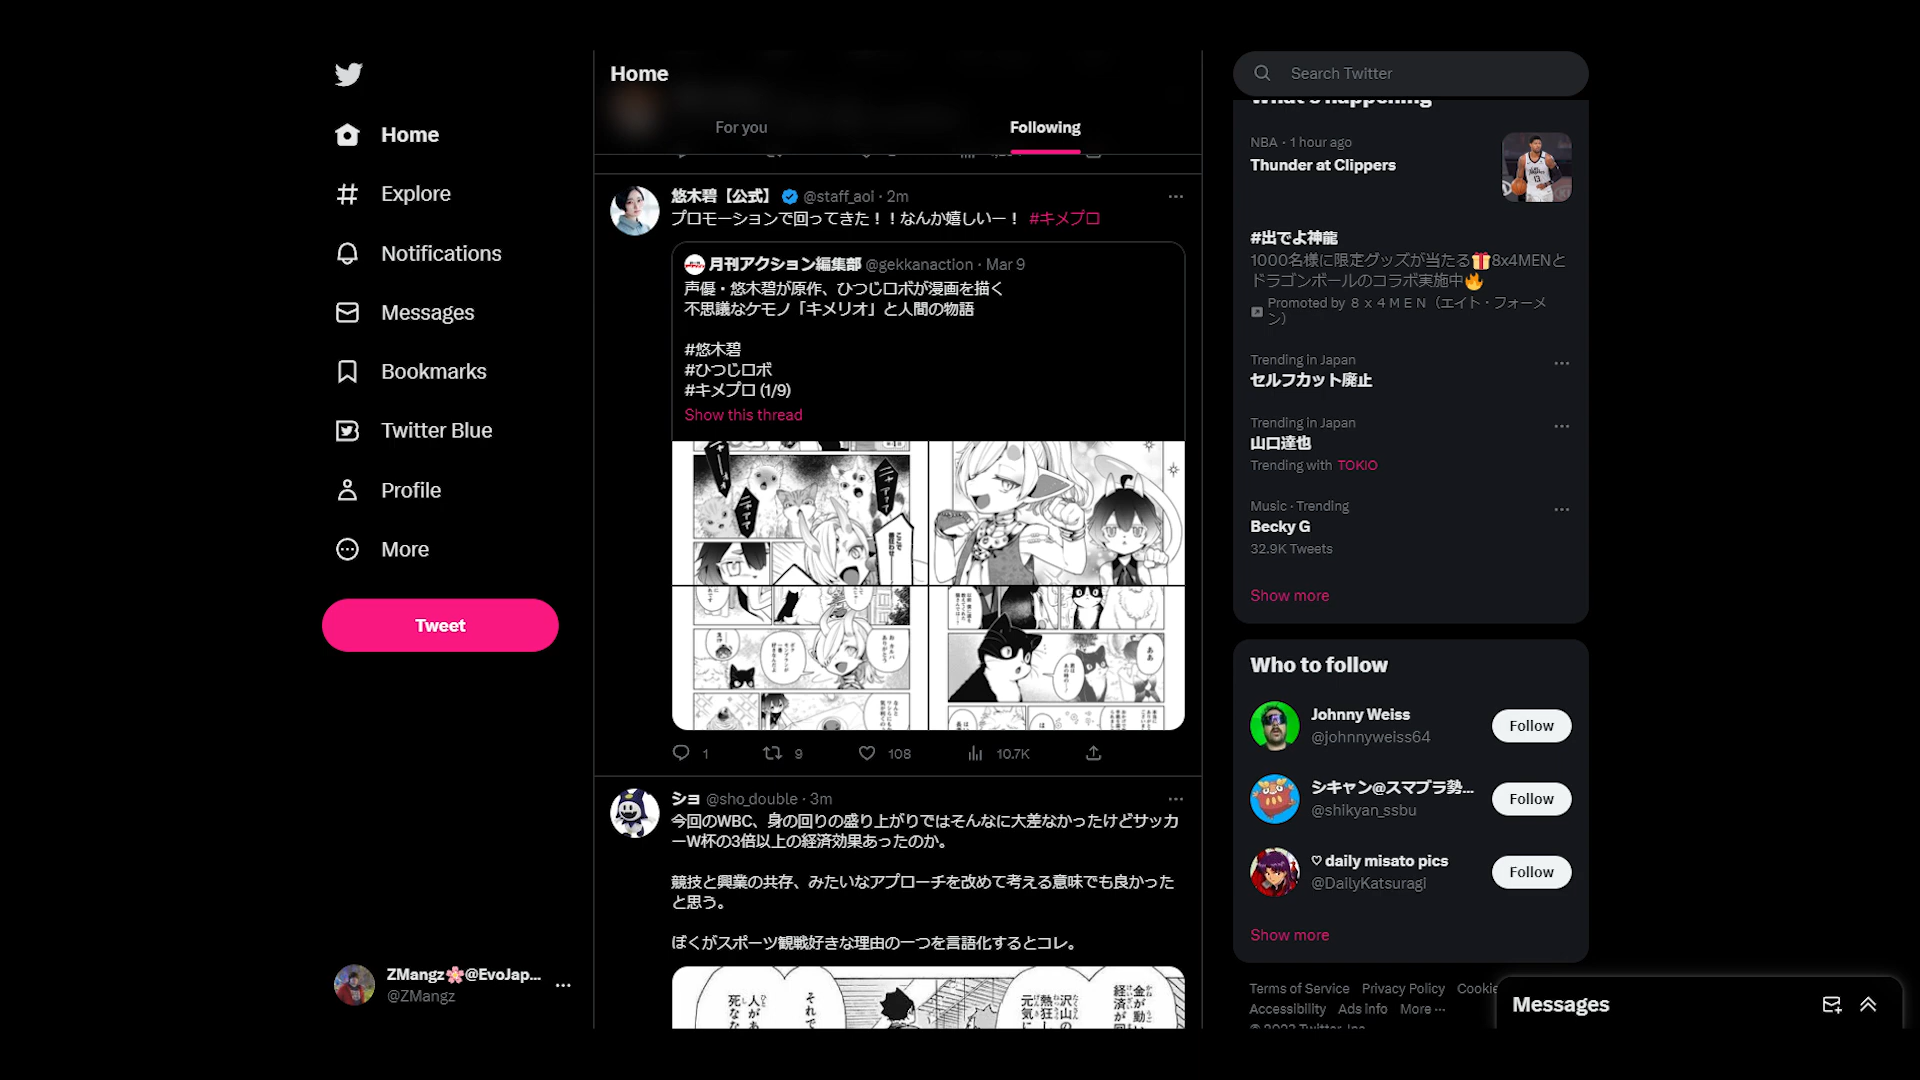 Home
Explore
Notifications
Messages
Bookmarks
Twitter Blue
Profile
More
Tweet
ZMangz🌸@EvoJap...
@ZMangz
Home
For you
Following
悠木碧【公式】 @staff_aoi · 2m
プロモーションで回ってきた！！なんか嬉しいー！ #キメプロ
月刊アクション編集部 @gekkanaction · Mar 9
声優・悠木碧が原作、ひつじロボが漫画を描く
不思議なケモノ「キメリオ」と人間の物語
#悠木碧
#ひつじロボ
#キメプロ (1/9)
Show this thread
1
9
108
10.7K
ショ @sho_double · 3m
今回のWBC、身の回りの盛り上がりではそんなに大差なかったけどサッカ
ーW杯の3倍以上の経済効果あったのか。
競技と興業の共存、みたいなアプローチを改めて考える意味でも良かった
と思う。
ぼくがスポーツ観戦好きな理由の一つを言語化するとコレ。
Search Twitter
What's happening
NBA · 1 hour ago
Thunder at Clippers
#出でよ神龍
1000名様に限定グッズが当たる🎁8x4MENと
ドラゴンボールのコラボ実施中🔥
Promoted by ８ｘ４ＭＥＮ（エイト・フォーメ
ン）
Trending in Japan
セルフカット廃止
Trending in Japan
山口達也
Trending with TOKIO
Music · Trending
Becky G
32.9K Tweets
Show more
Who to follow
Johnny Weiss
@johnnyweiss64
Follow
シキャン@スマブラ勢...
@shikyan_ssbu
Follow
♡ daily misato pics
@DailyKatsuragi
Follow
Show more
Terms of Service Privacy Policy Cookie
Accessibility Ads info More ···
© 2023 Twitter, Inc.
Messages